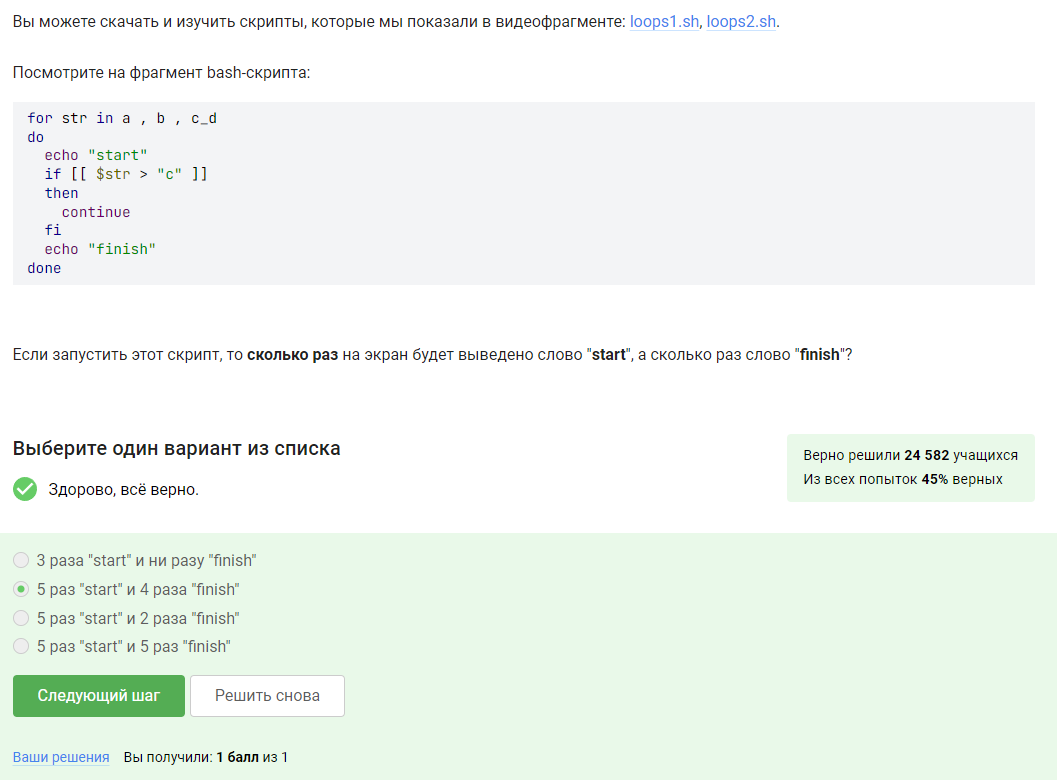 Вы можете скачать и изучить скрипты, которые мы показали в видеофрагменте: loops1.sh, loops2.sh.
Посмотрите на фрагмент bash-скрипта:
for str in a , b , c_d
do
  echo "start"
  if [[ $str > "c" ]]
  then
    continue
  fi
  echo "finish"
done
Если запустить этот скрипт, то сколько раз на экран будет выведено слово "start", а сколько раз слово "finish"?
Выберите один вариант из списка
Здорово, всё верно.
Верно решили 24 582 учащихся
Из всех попыток 45% верных
3 раза "start" и ни разу "finish"
5 раз "start" и 4 раза "finish"
5 раз "start" и 2 раза "finish"
5 раз "start" и 5 раз "finish"
Следующий шаг
Решить снова
Ваши решения Вы получили: 1 балл из 1